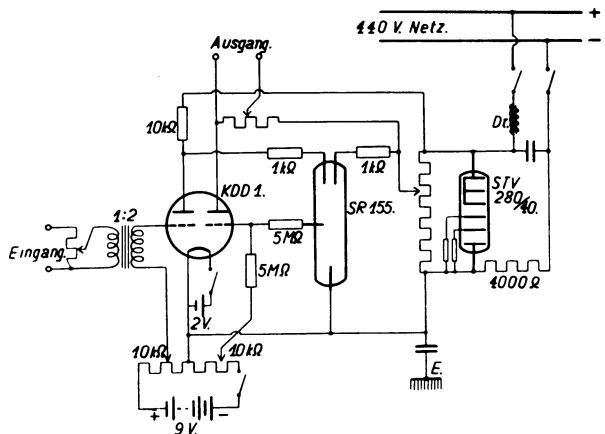 440 V. Netz.
+
−
Ausgang.
Dr.
10kΩ
1kΩ
1kΩ
KDD 1.
SR 155.
STV
280/40.
1:2
Eingang.
5MΩ
5MΩ
4000 Ω
2V.
10kΩ
10kΩ
E.
+
−
9 V.